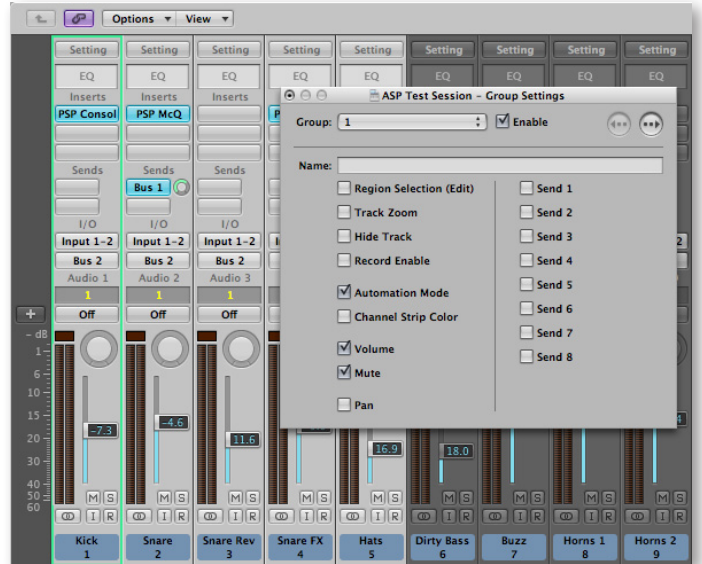 Options View
Setting Setting Setting Setting Setting Setting Setting Setting Setting
EQ EQ EQ EQ EQ EQ EQ EQ EQ
Inserts Inserts Inserts
PSP Consol PSP McQ P
Sends Sends Sends
Bus 1
I/O I/O I/O
Input 1-2 Input 1-2 Input 1-2 2
Bus 2 Bus 2 Bus 2
Audio 1 Audio 2 Audio 3
1 1 1
Off Off Off
ASP Test Session - Group Settings
Group: 1 Enable
Name:
Region Selection (Edit)
Track Zoom
Hide Track
Record Enable
Automation Mode
Channel Strip Color
Volume
Mute
Pan
Send 1
Send 2
Send 3
Send 4
Send 5
Send 6
Send 7
Send 8
+
- dB
1
6
10
15
20
30
40
50
60
-7.3 -4.6 11.6 16.9 18.0 4
M S M S M S M S M S M S M S M S M S
I R I R I R I R I R I R I R I R I R
Kick Snare Snare Rev Snare FX Hats Dirty Bass Buzz Horns 1 Horns 2
1 2 3 4 5 6 7 8 9